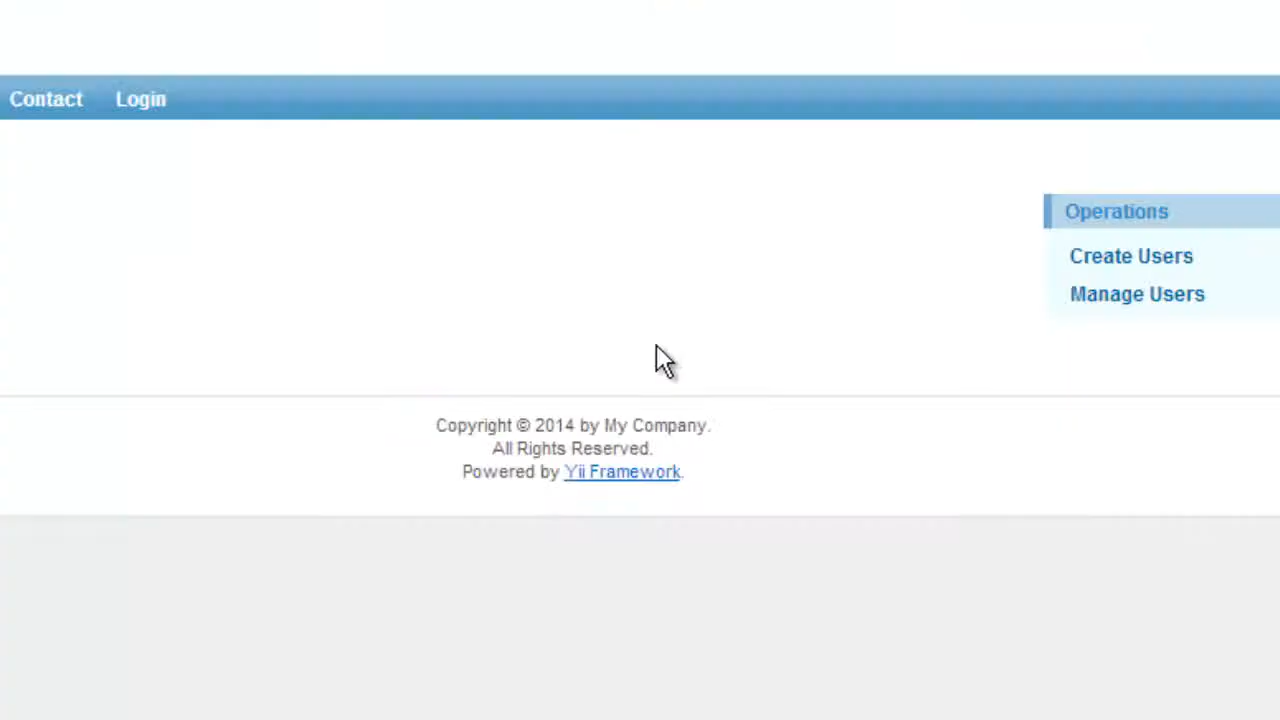 Contact Login
Operations
Create Users
Manage Users
Copyright © 2014 by My Company.
All Rights Reserved.
Powered by Yii Framework.